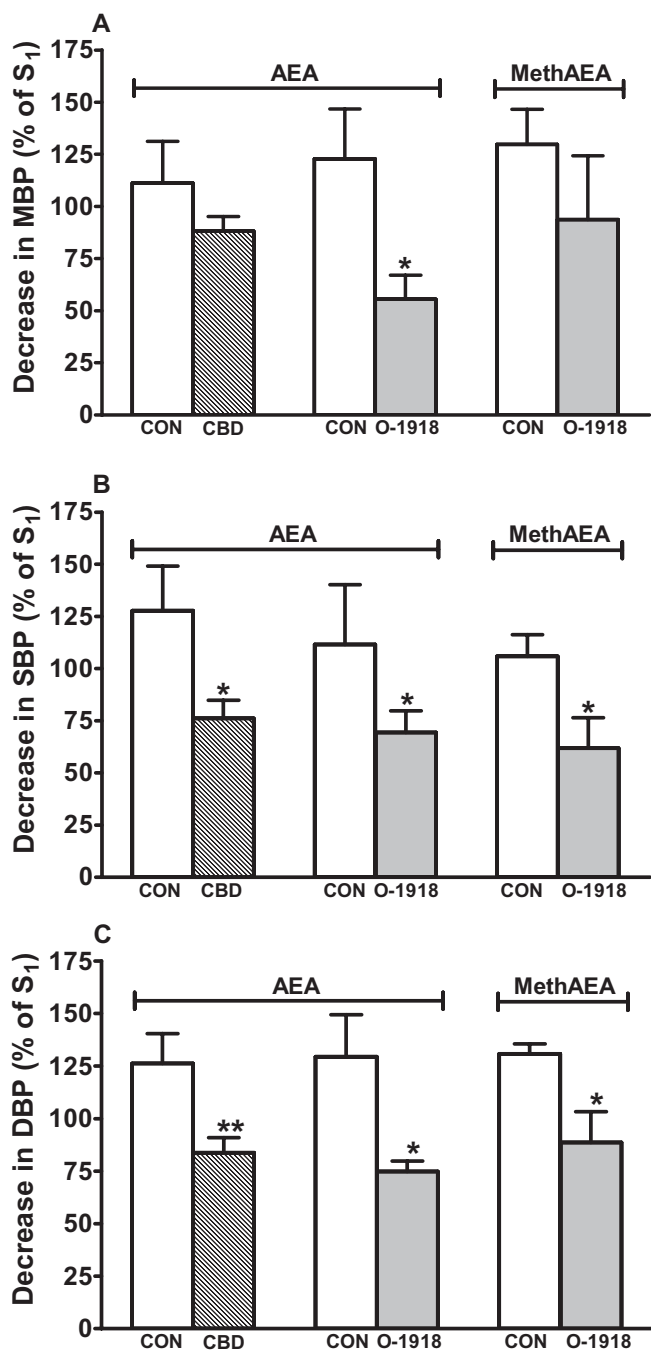 A
AEA
MethAEA
Decrease in MBP (% of S₁)
175
150
125
100
75
50
25
0
*
CON CBD CON O-1918 CON O-1918
B
AEA
MethAEA
Decrease in SBP (% of S₁)
175
150
125
100
75
50
25
0
* * *
CON CBD CON O-1918 CON O-1918
C
AEA
MethAEA
Decrease in DBP (% of S₁)
175
150
125
100
75
50
25
0
** * *
CON CBD CON O-1918 CON O-1918